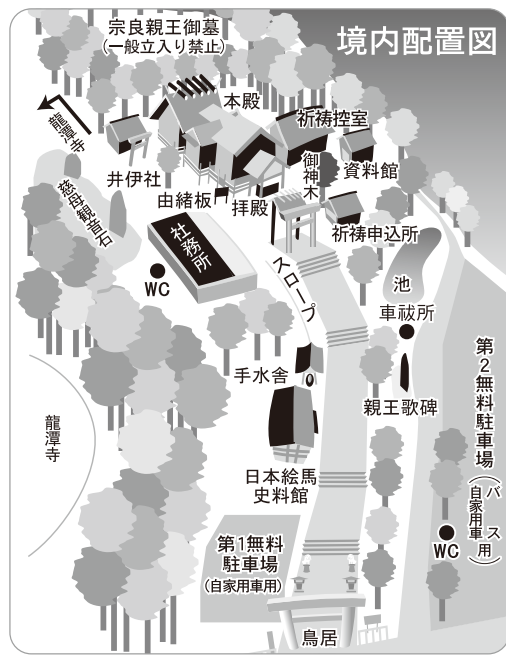 境内配置図
宗良親王御墓
(一般立入り禁止)
本殿
祈祷控室
龍潭寺
井伊社
御神木
資料館
由緒板
拝殿
慈母観音石
祈祷申込所
社務所
WC
スロープ
池
車祓所
手水舎
親王歌碑
第2無料駐車場
(バス用
自家用車)
龍潭寺
日本絵馬
史料館
WC
第1無料
駐車場
(自家用車用)
鳥居